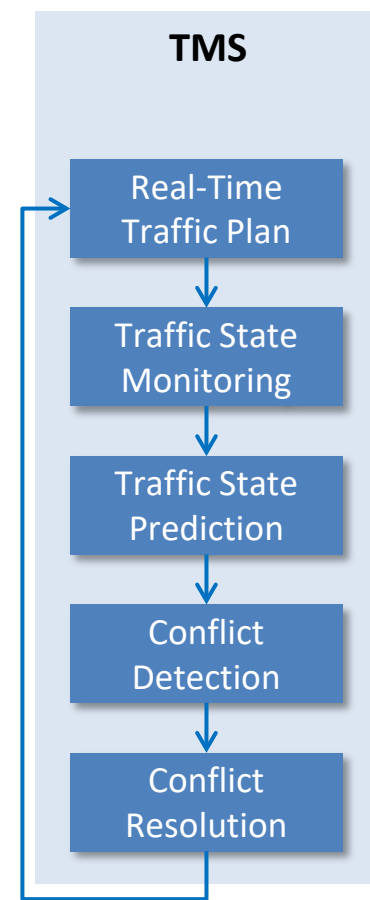 TMS
Real-Time
Traffic Plan
Traffic State
Monitoring
Traffic State
Prediction
Conflict
Detection
Conflict
Resolution